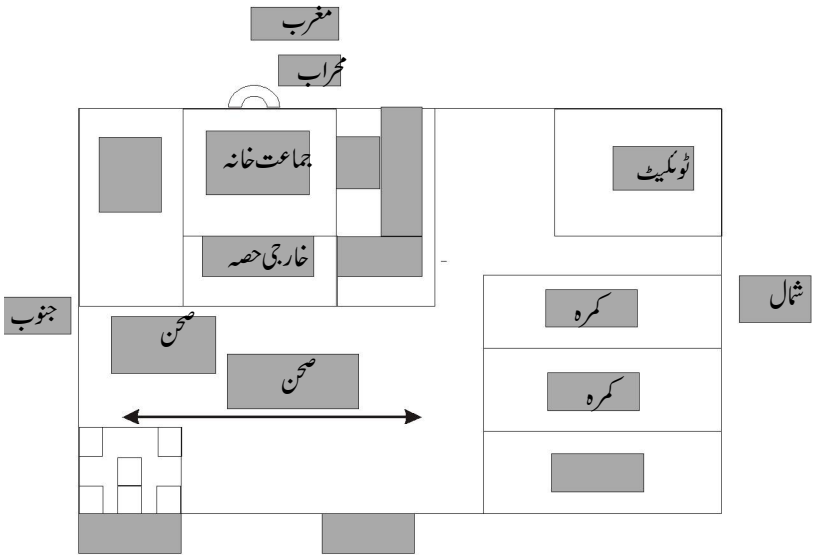 مغرب
محراب
جماعت خانہ
ٹوئلیٹ
خارجی حصہ
شمال
جنوب
کمرہ
صحن
صحن
کمرہ